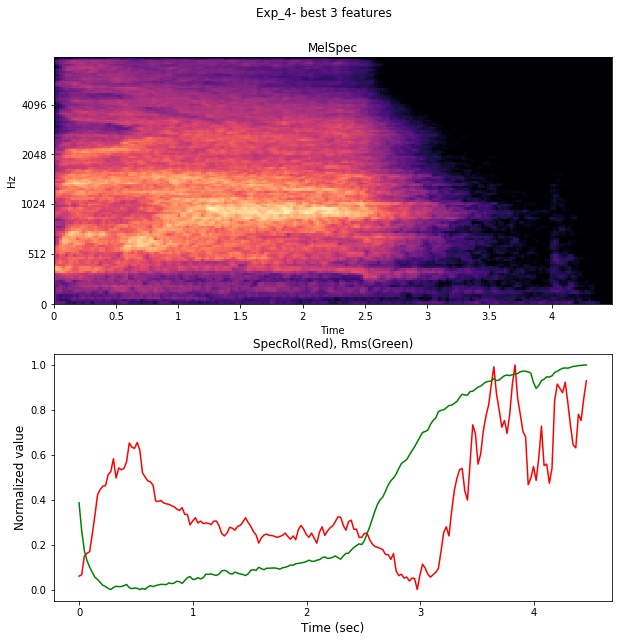 Exp_4- best 3 features
MelSpec
4096
2048
1024
512
0
Hz
0 0.5 1 1.5 2 2.5 3 3.5 4
Time
SpecRol(Red), Rms(Green)
1.0
0.8
0.6
0.4
0.2
0.0
Normalized value
0 1 2 3 4
Time (sec)